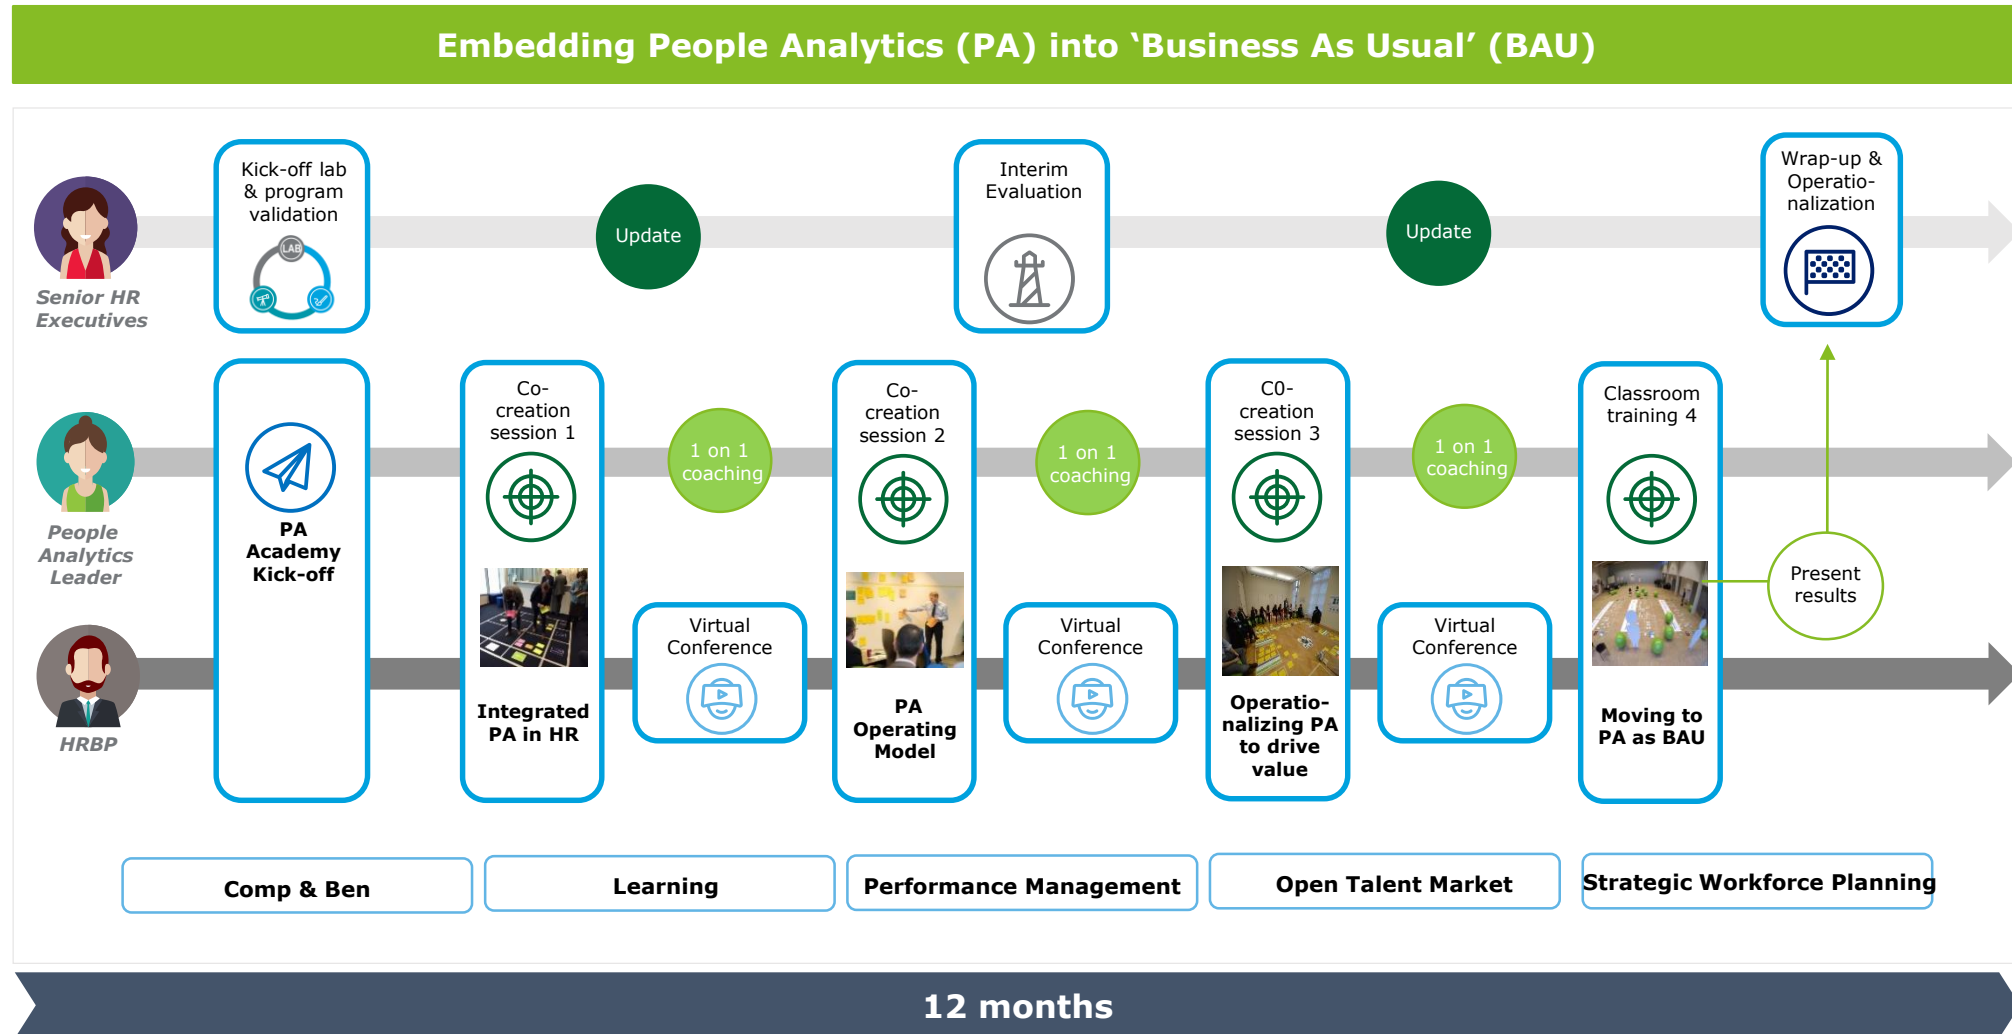 Embedding People Analytics (PA) into ‘Business As Usual’ (BAU)
Senior HR
Executives
Kick-off lab
& program
validation
LAB
Update
Interim
Evaluation
Update
Wrap-up &
Operatio-
nalization
People
Analytics
Leader
HRBP
PA
Academy
Kick-off
Co-
creation
session 1
Integrated
PA in HR
1 on 1
coaching
Virtual
Conference
Co-
creation
session 2
PA
Operating
Model
1 on 1
coaching
Virtual
Conference
C0-
creation
session 3
Operatio-
nalizing PA
to drive
value
1 on 1
coaching
Virtual
Conference
Classroom
training 4
Moving to
PA as BAU
Present
results
Comp & Ben
Learning
Performance Management
Open Talent Market
Strategic Workforce Planning
12 months